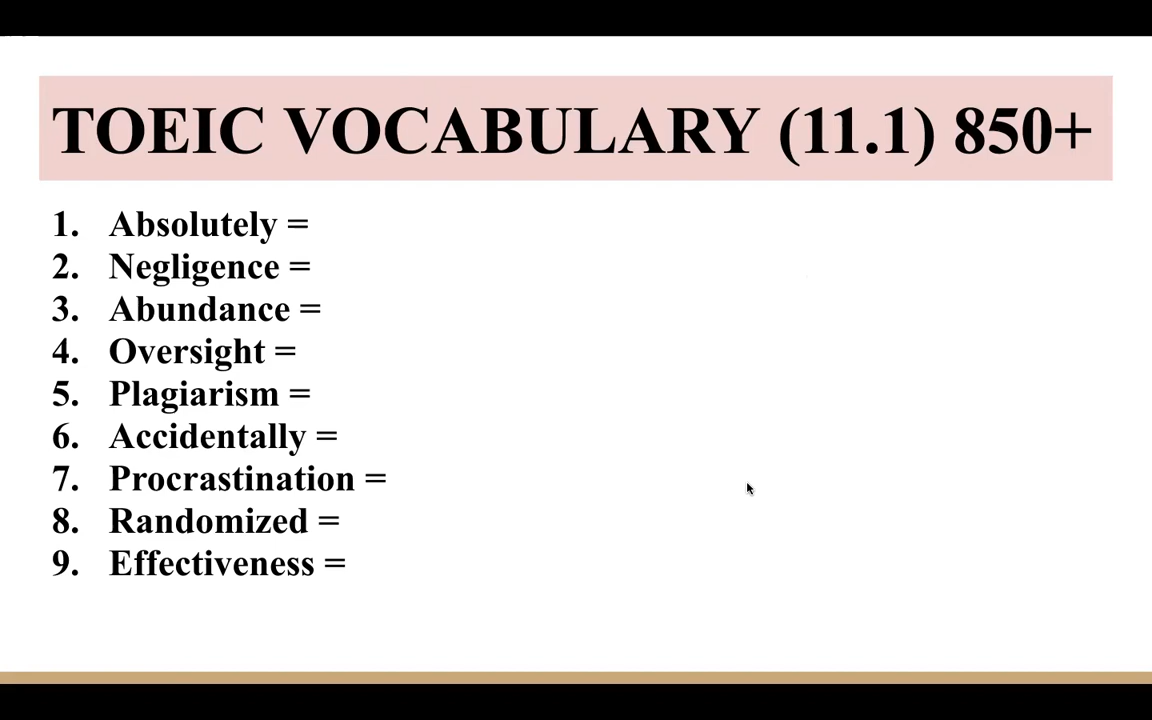 TOEIC VOCABULARY (11.1) 850+
1. Absolutely =
2. Negligence =
3. Abundance =
4. Oversight =
5. Plagiarism =
6. Accidentally =
7. Procrastination =
8. Randomized =
9. Effectiveness =